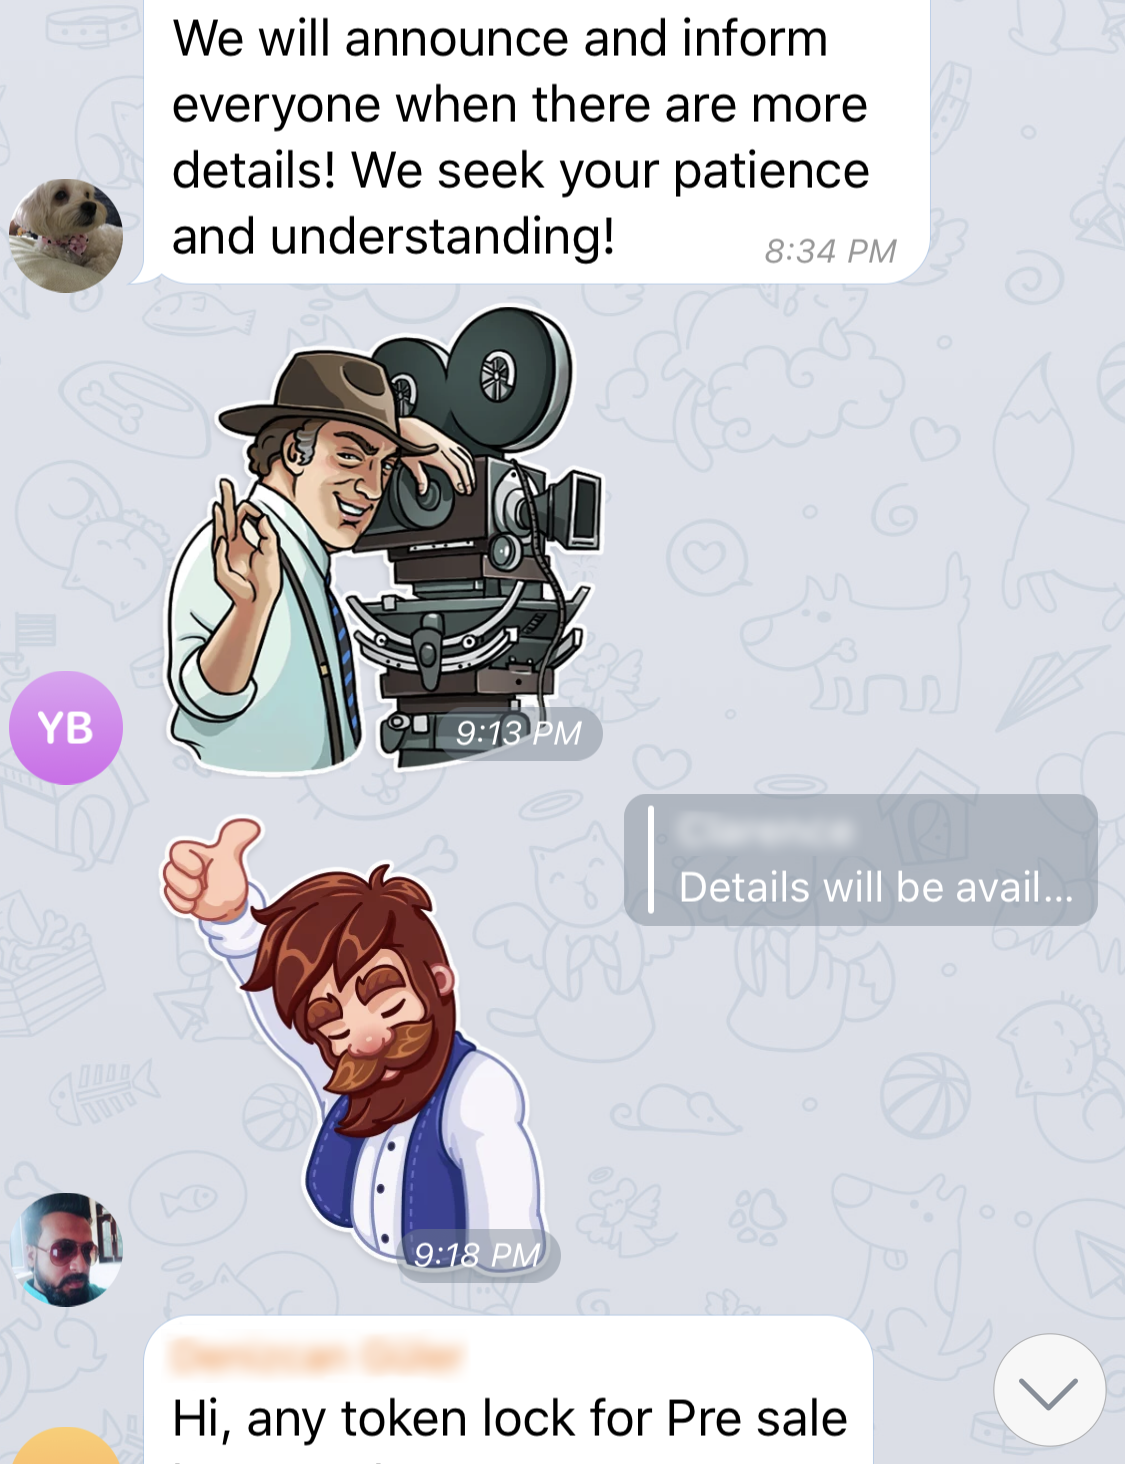 We will announce and inform
everyone when there are more
details! We seek your patience
and understanding!
8:34 PM
YB
9:13 PM
Details will be avail...
9:18 PM
Hi, any token lock for Pre sale